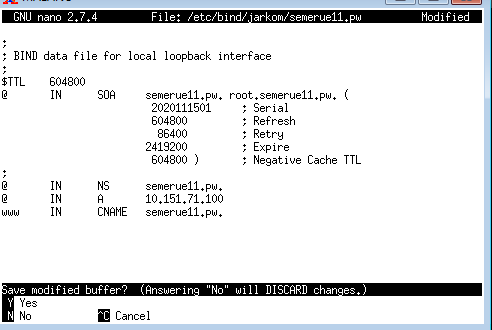 GNU nano 2.7.4 File: /etc/bind/jarkom/semerue11.pw Modified
;
; BIND data file for local loopback interface
;
$TTL 604800
@ IN SOA semerue11.pw. root.semerue11.pw. (
2020111501 ; Serial
604800 ; Refresh
86400 ; Retry
2419200 ; Expire
604800 ) ; Negative Cache TTL
;
@ IN NS semerue11.pw.
@ IN A 10.151.71.100
www IN CNAME semerue11.pw.
Save modified buffer? (Answering "No" will DISCARD changes.)
Y Yes
N No ^C Cancel